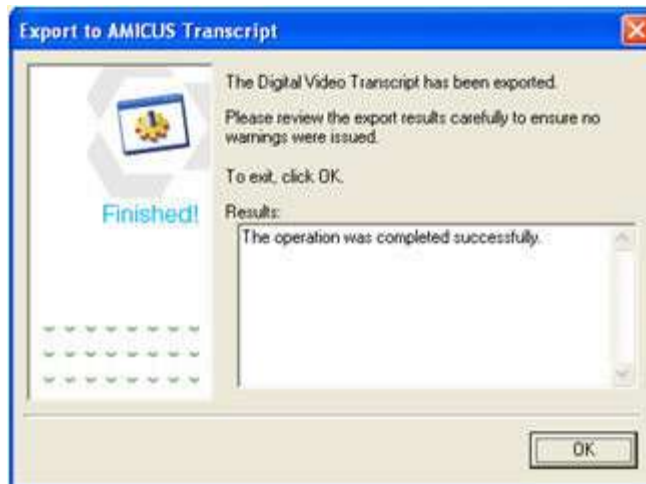 Export to AMICUS Transcript
The Digital Video Transcript has been exported.
Please review the export results carefully to ensure no
warnings were issued.
To exit, click OK.
Finished!
Results:
The operation was completed successfully.
OK